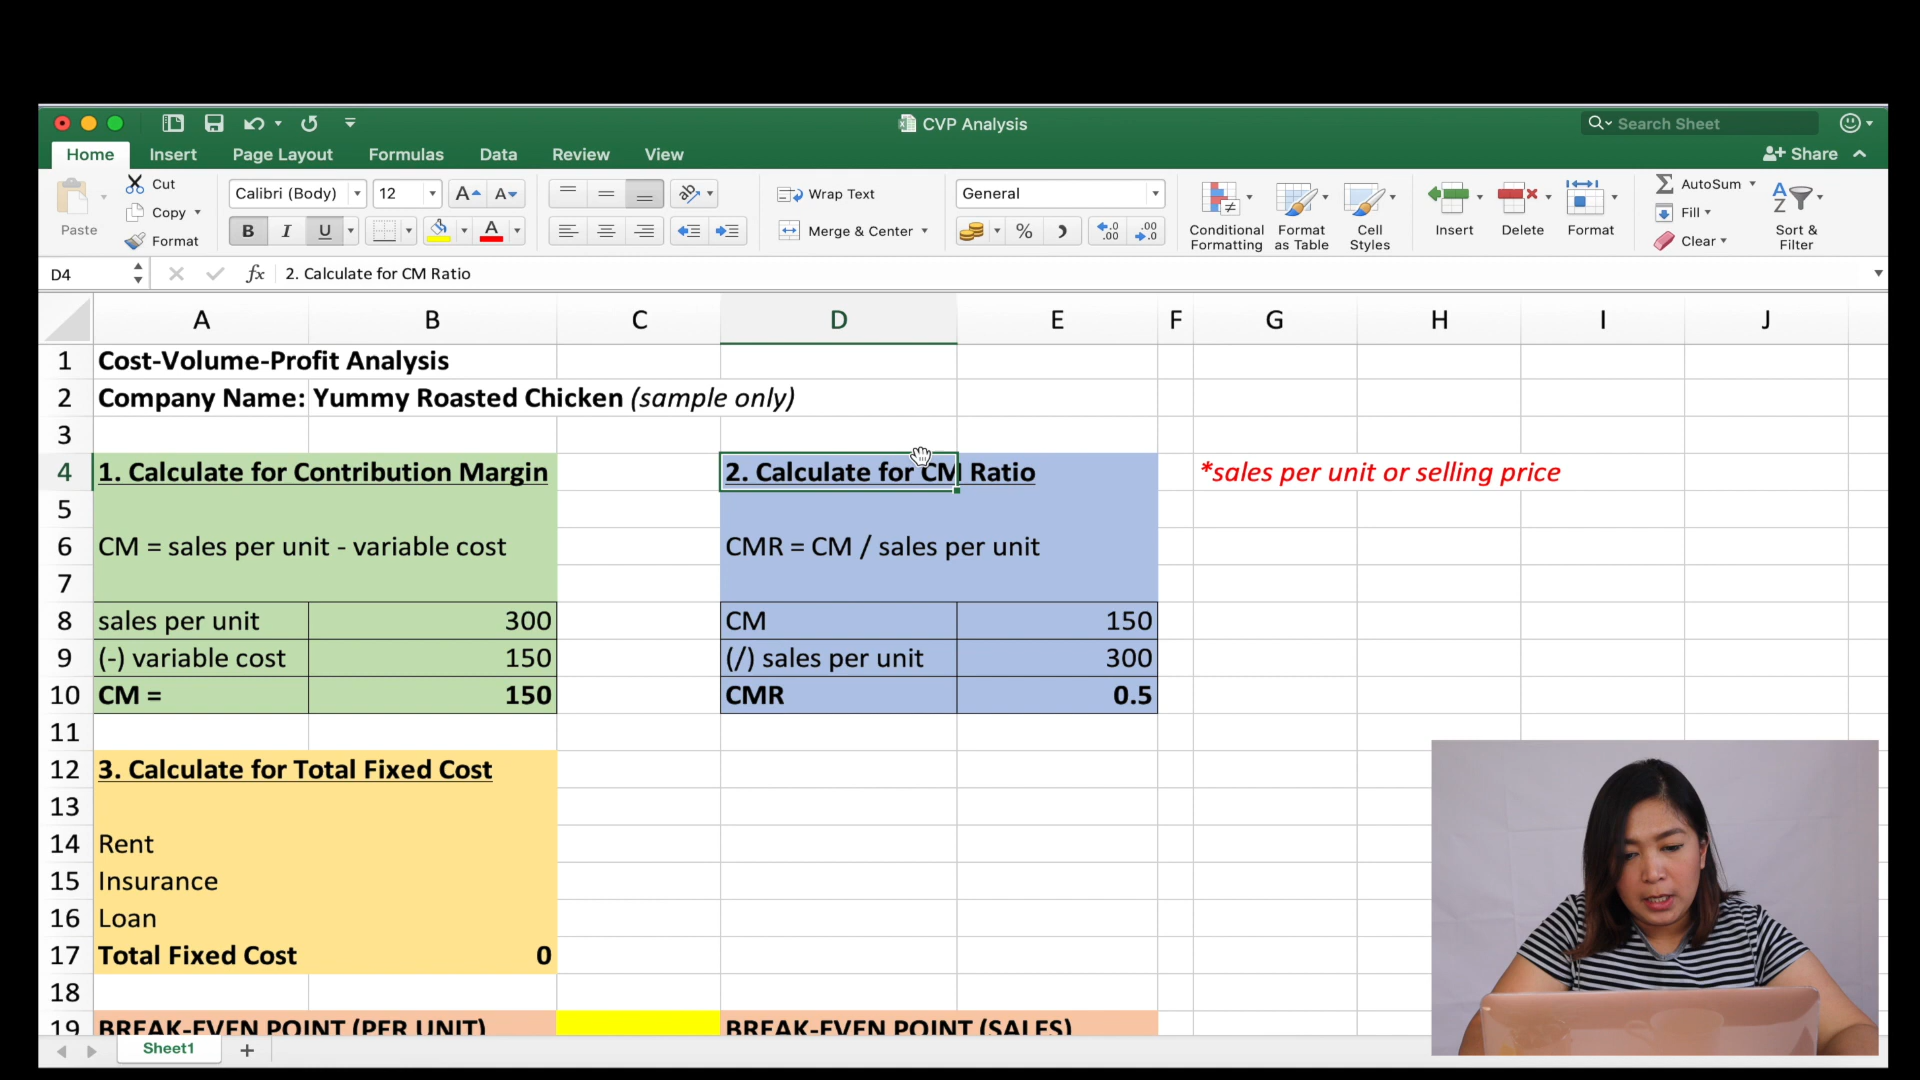 CVP Analysis
Search Sheet
Home Insert Page Layout Formulas Data Review View
Share
Paste
Cut
Copy
Format
Calibri (Body) 12
A A
B I U A
Wrap Text
Merge & Center
General
% )
.0 .00
.00 .0
Conditional Formatting
Format as Table
Cell Styles
Insert
Delete
Format
AutoSum
Fill
Clear
A Z
Sort & Filter
D4 fx 2. Calculate for CM Ratio
A B C D E F G H I J
1 Cost-Volume-Profit Analysis
2 Company Name: Yummy Roasted Chicken (sample only)
3
4 1. Calculate for Contribution Margin 2. Calculate for CM Ratio *sales per unit or selling price
5
6 CM = sales per unit - variable cost CMR = CM / sales per unit
7
8 sales per unit 300 CM 150
9 (-) variable cost 150 (/) sales per unit 300
10 CM = 150 CMR 0.5
11
12 3. Calculate for Total Fixed Cost
13
14 Rent
15 Insurance
16 Loan
17 Total Fixed Cost 0
18
19 BREAK-EVEN POINT (PER UNIT) BREAK-EVEN POINT (SALES)
Sheet1 +